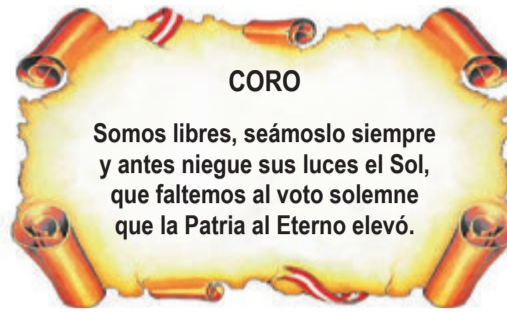 CORO
Somos libres, seámoslo siempre
y antes niegue sus luces el Sol,
que faltemos al voto solemne
que la Patria al Eterno elevó.